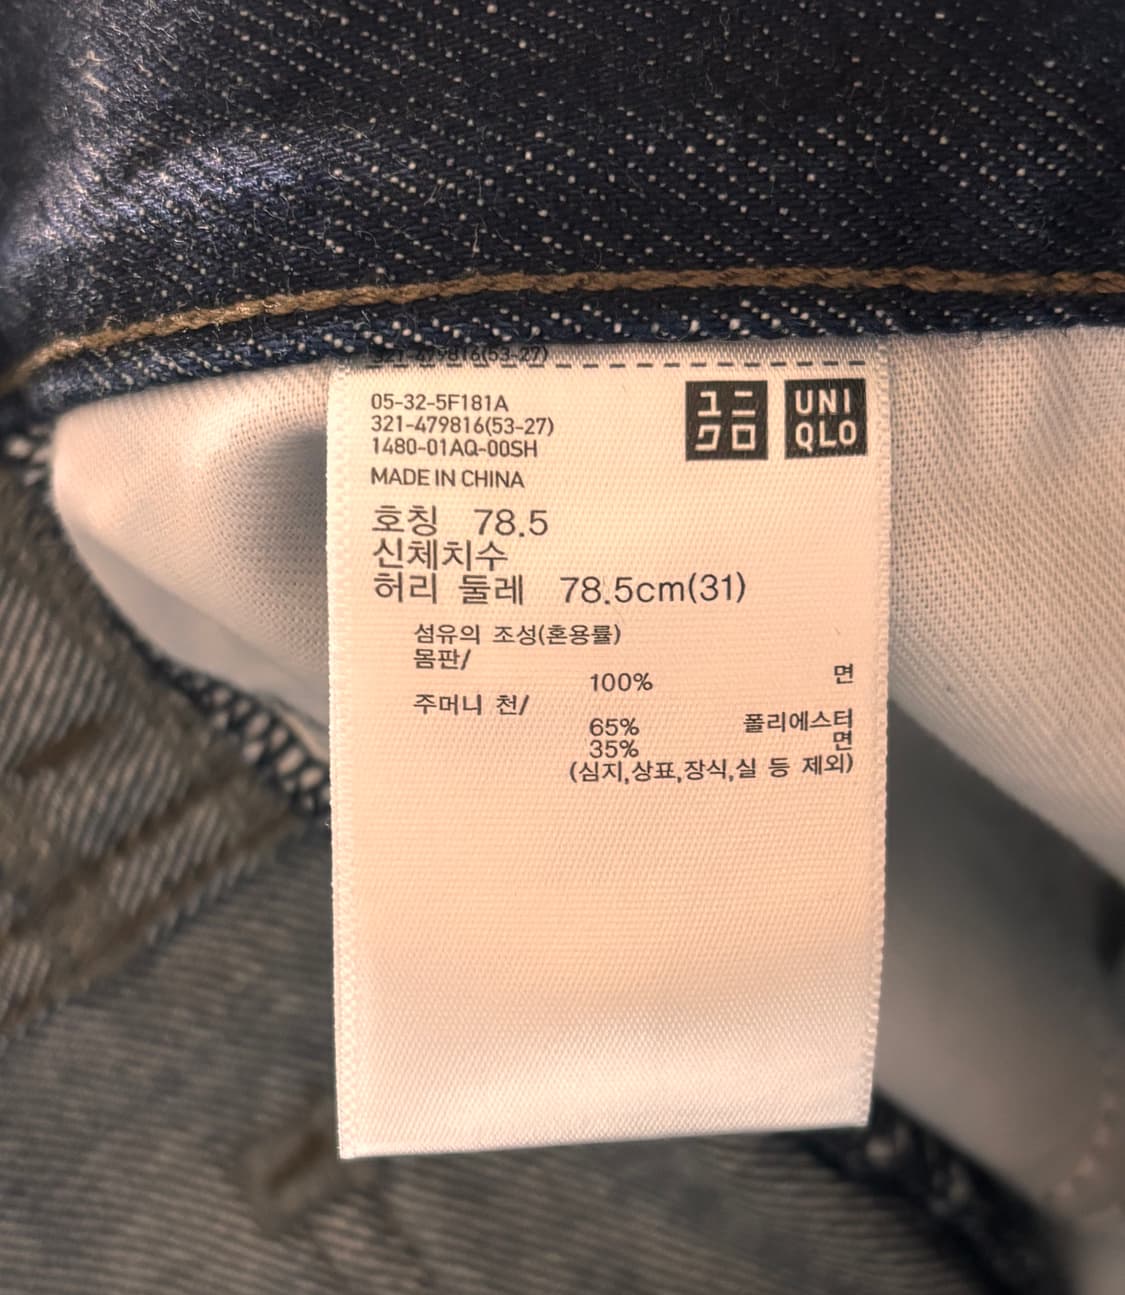 321-479816(53-27)
05-32-5F181A
321-479816(53-27)
1480-01AQ-00SH
MADE IN CHINA
ユニ
クロ
UNI
QLO
호칭 78.5
신체치수
허리 둘레 78.5cm(31)
섬유의 조성(혼용률)
몸판/
100% 면
주머니 천/
65% 폴리에스터
35% 면
(심지,상표,장식,실 등 제외)